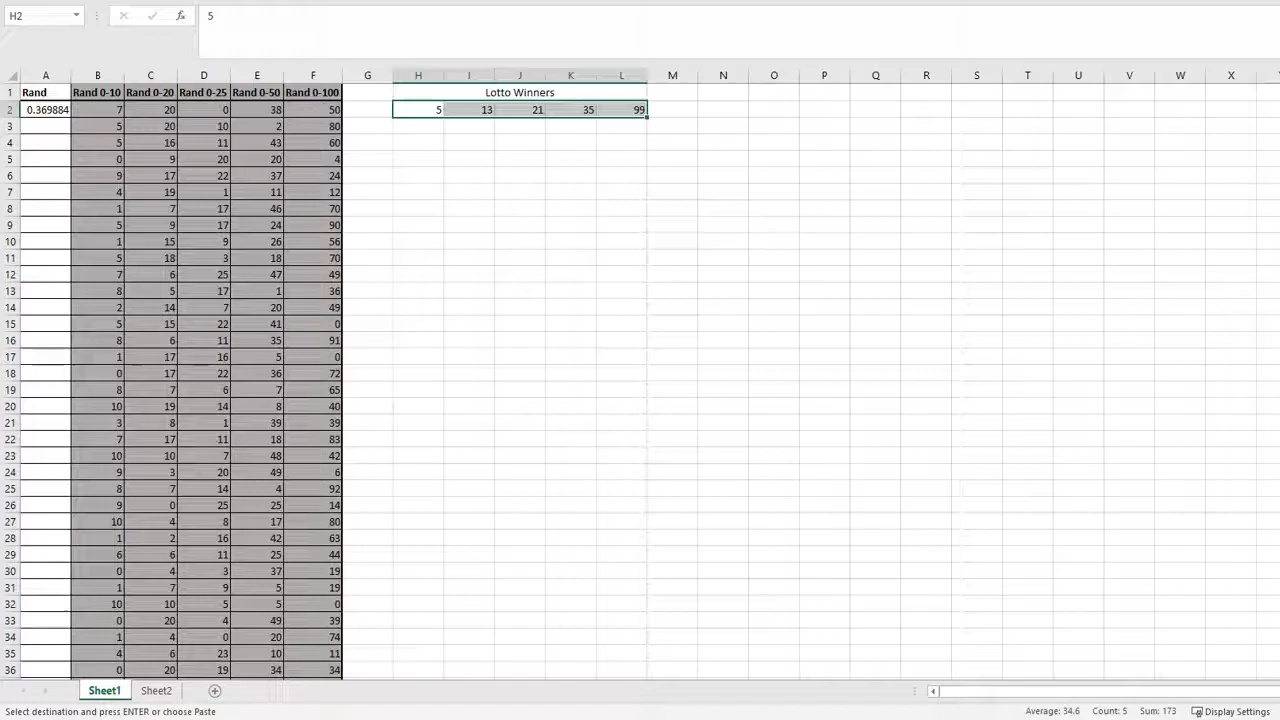 H2 fx 5
A B C D E F G H I J K L M N O P Q R S T U V W X
1 Rand Rand 0-10 Rand 0-20 Rand 0-25 Rand 0-50 Rand 0-100 Lotto Winners
2 0.369884 7 20 0 38 50 5 13 21 35 99
3 5 20 10 2 80
4 5 16 11 43 60
5 0 9 20 20 4
6 9 17 22 37 24
7 4 19 1 11 12
8 1 7 17 46 70
9 5 9 17 24 90
10 1 15 9 26 56
11 5 18 3 18 70
12 7 6 25 47 49
13 8 5 17 1 36
14 2 14 7 20 49
15 5 15 22 41 0
16 8 6 11 35 91
17 1 17 16 5 0
18 0 17 22 36 72
19 8 7 6 7 65
20 10 19 14 8 40
21 3 8 1 39 39
22 7 17 11 18 83
23 10 10 7 48 42
24 9 3 20 49 6
25 8 7 14 4 92
26 9 0 25 25 14
27 10 4 8 17 80
28 1 2 16 42 63
29 6 6 11 25 44
30 0 4 3 37 19
31 1 7 9 5 19
32 10 10 5 5 0
33 0 20 4 49 39
34 1 4 0 20 74
35 4 6 23 10 11
36 0 20 19 34 34
Sheet1 Sheet2
Select destination and press ENTER or choose Paste Average: 34.6 Count: 5 Sum: 173 Display Settings